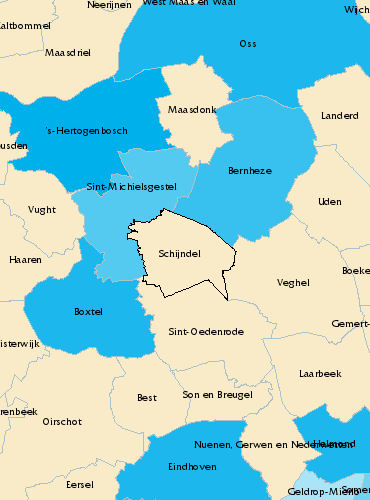 Neerijnen
West Maas en Waal
Wijch
altbommel
Maasdriel
Oss
Maasdonk
Landerd
's-Hertogenbosch
usden
Bernheze
Sint-Michielsgestel
Uden
Vught
Haaren
Schijndel
Boeke
Veghel
Boxtel
Gemert-
Sint-Oedenrode
isterwijk
Laarbeek
Best
Son en Breugel
renbeek
Oirschot
Nuenen, Gerwen en Nederwetten
Helmond
Eindhoven
Eersel
Geldrop-Mierlo
Somer